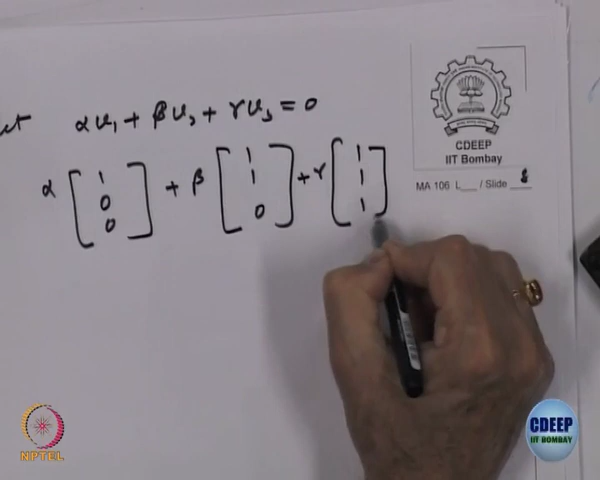 let αv₁ + βv₂ + γv₃ = 0
α [1 0 0] + β [1 1 0] + γ [1 1 1]
CDEEP
IIT Bombay
MA 106 L___ / Slide 8
NPTEL
CDEEP
IIT BOMBAY